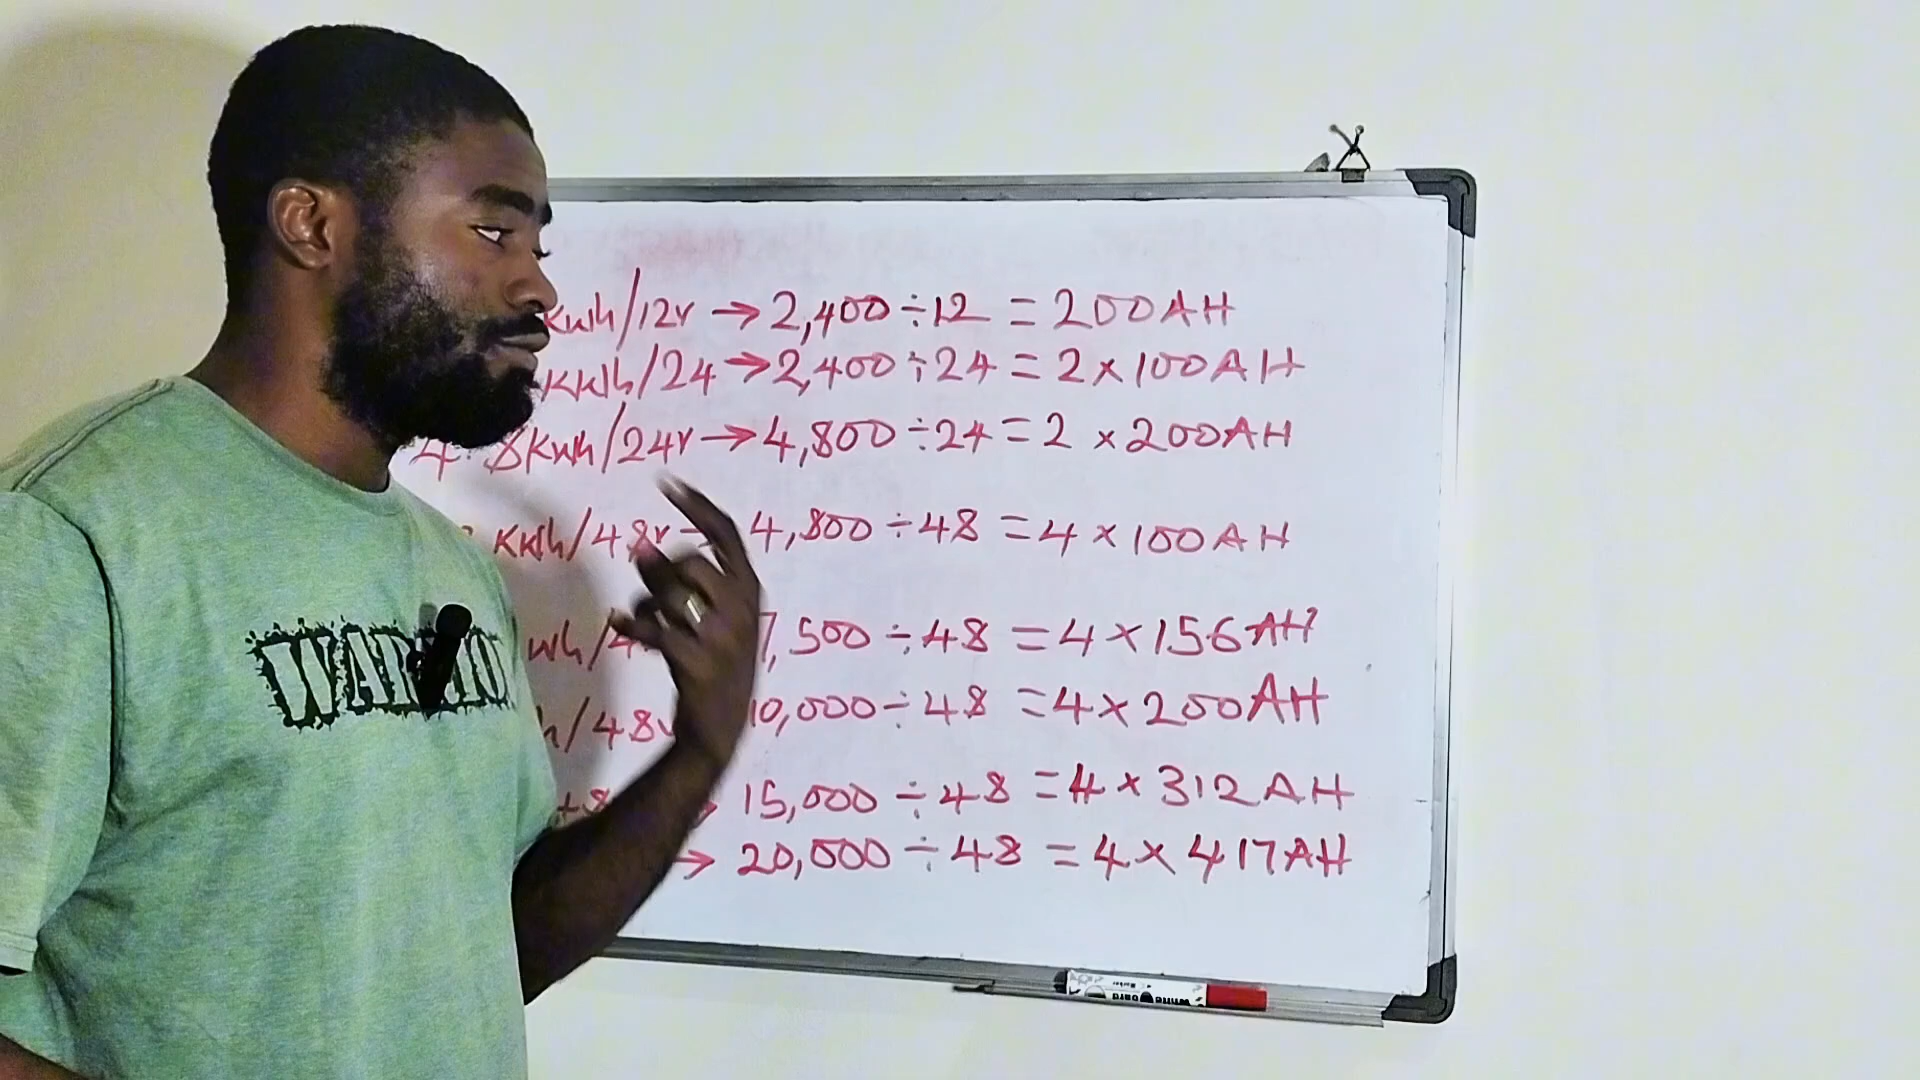 Kwh/12v → 2,400 ÷ 12 = 200AH
KWh/24 → 2,400 ÷ 24 = 2 × 100AH
4.8Kwh/24v → 4,800 ÷ 24 = 2 × 200AH
KWh/48v → 4,800 ÷ 48 = 4 × 100AH
wh/4 7,500 ÷ 48 = 4 × 156AH
h/48v 10,000 ÷ 48 = 4 × 200AH
48 → 15,000 ÷ 48 = 4 × 312AH
→ 20,000 ÷ 48 = 4 × 417AH